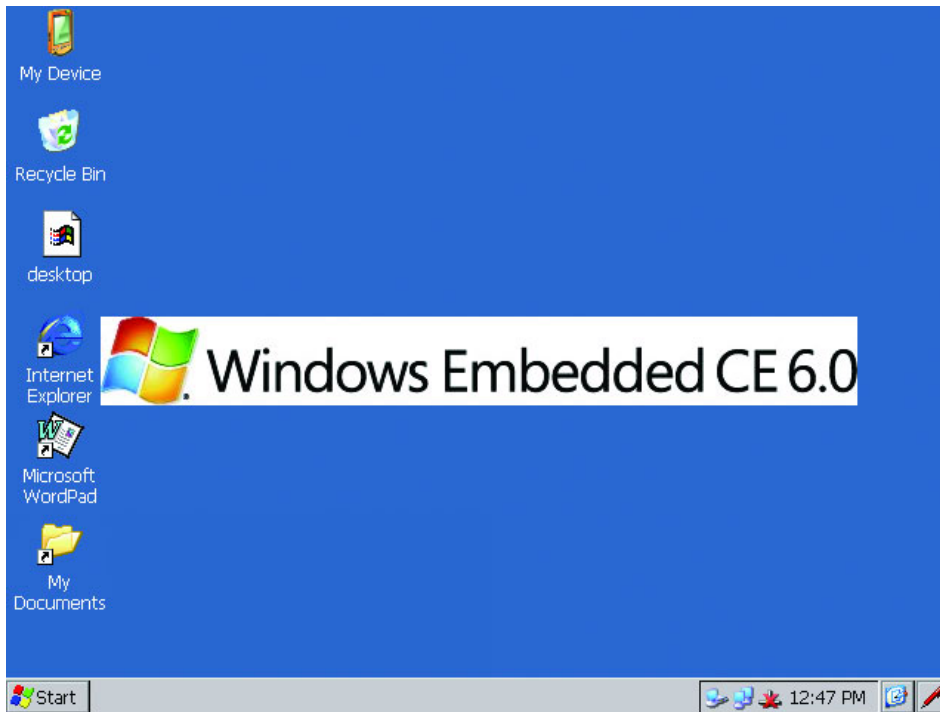 My Device
Recycle Bin
desktop
Internet
Explorer
Windows Embedded CE 6.0
Microsoft
WordPad
My
Documents
Start
12:47 PM